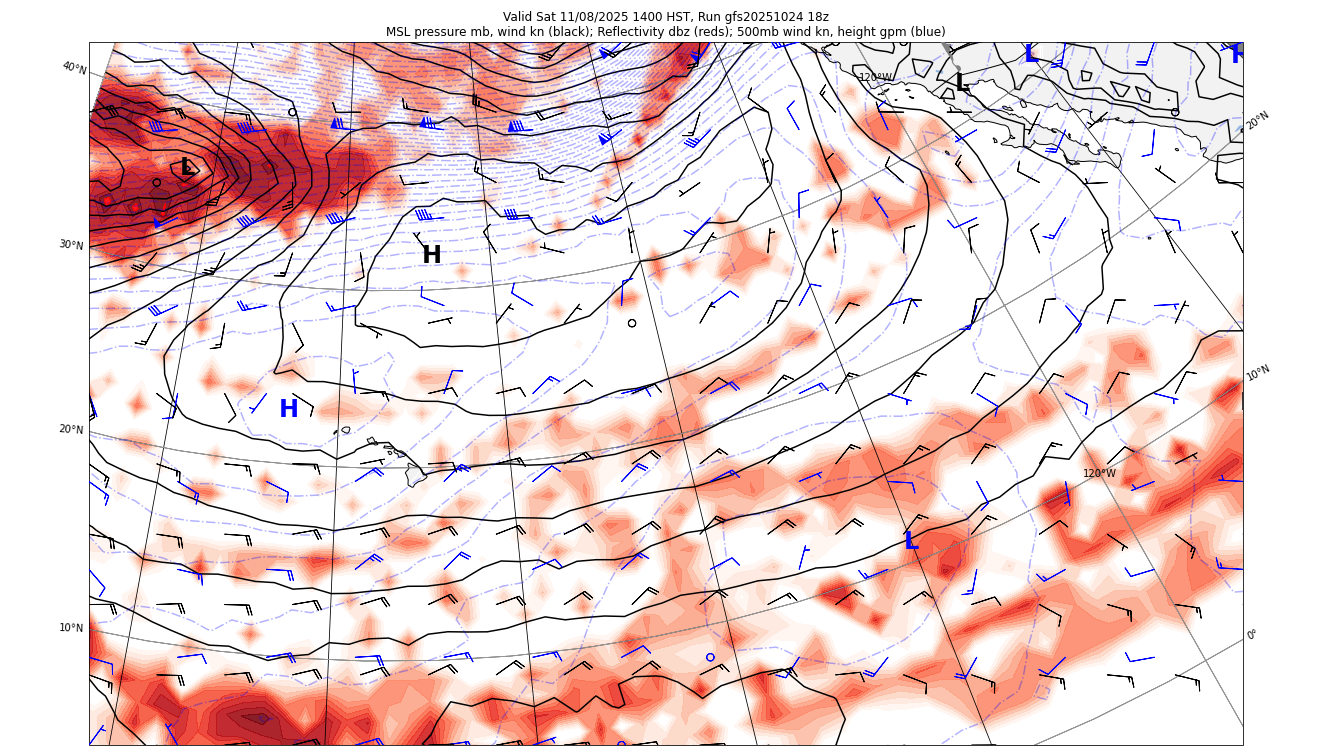 Valid Sat 11/08/2025 1400 HST, Run gfs20251024 18z
MSL pressure mb, wind kn (black); Reflectivity dbz (reds); 500mb wind kn, height gpm (blue)
L
H
40°N
120°W
L
20°N
L
30°N
H
10°N
H
20°N
120°W
L
10°N
0°